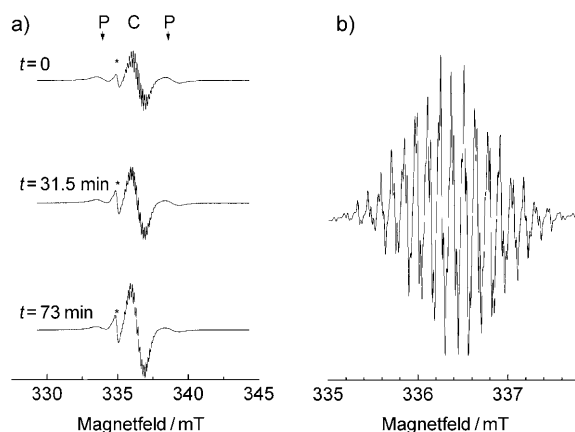 a)
P C P
*
t=0
*
t=31.5 min
*
t=73 min
330 335 340 345
Magnetfeld / mT
b)
335 336 337
Magnetfeld / mT